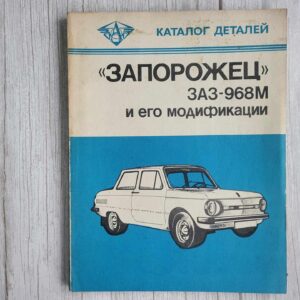 КАТАЛОГ ДЕТАЛЕЙ
«ЗАПОРОЖЕЦ»
ЗАЗ-968М
И ЕГО МОДИФИКАЦИИ